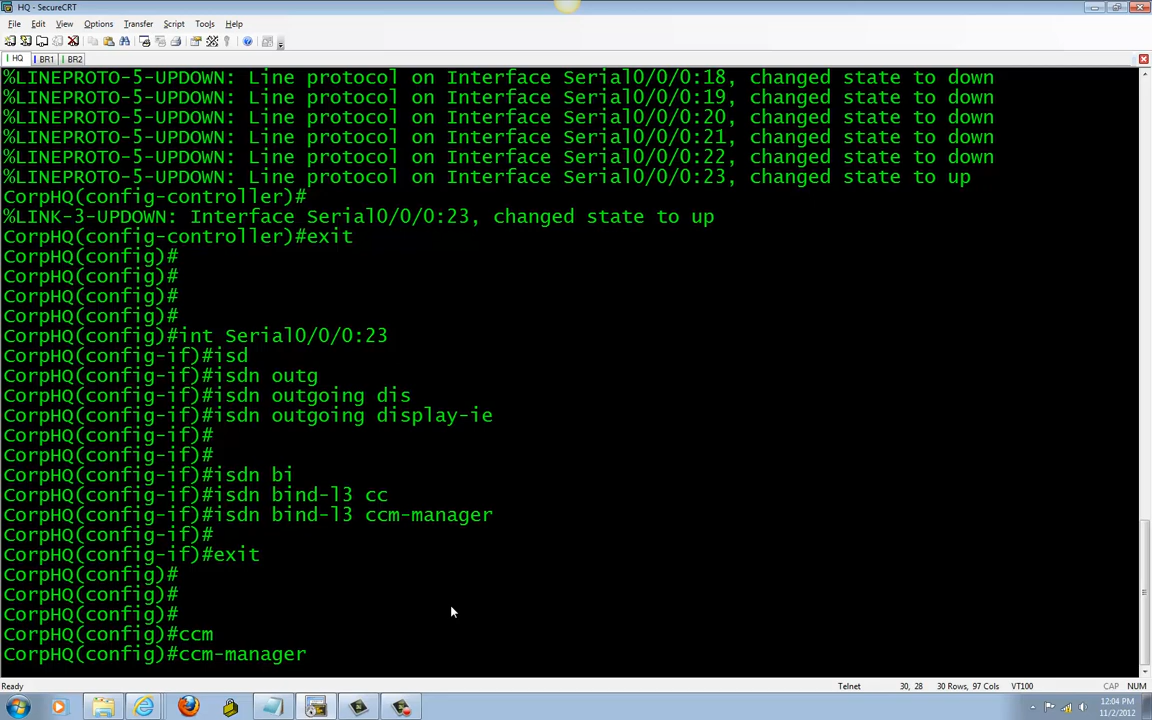 HQ - SecureCRT
File Edit View Options Transfer Script Tools Help
HQ BR1 BR2
%LINEPROTO-5-UPDOWN: Line protocol on Interface Serial0/0/0:18, changed state to down
%LINEPROTO-5-UPDOWN: Line protocol on Interface Serial0/0/0:19, changed state to down
%LINEPROTO-5-UPDOWN: Line protocol on Interface Serial0/0/0:20, changed state to down
%LINEPROTO-5-UPDOWN: Line protocol on Interface Serial0/0/0:21, changed state to down
%LINEPROTO-5-UPDOWN: Line protocol on Interface Serial0/0/0:22, changed state to down
%LINEPROTO-5-UPDOWN: Line protocol on Interface Serial0/0/0:23, changed state to up
CorpHQ(config-controller)#
%LINK-3-UPDOWN: Interface Serial0/0/0:23, changed state to up
CorpHQ(config-controller)#exit
CorpHQ(config)#
CorpHQ(config)#
CorpHQ(config)#
CorpHQ(config)#
CorpHQ(config)#int Serial0/0/0:23
CorpHQ(config-if)#isd
CorpHQ(config-if)#isdn outg
CorpHQ(config-if)#isdn outgoing dis
CorpHQ(config-if)#isdn outgoing display-ie
CorpHQ(config-if)#
CorpHQ(config-if)#
CorpHQ(config-if)#isdn bi
CorpHQ(config-if)#isdn bind-l3 cc
CorpHQ(config-if)#isdn bind-l3 ccm-manager
CorpHQ(config-if)#
CorpHQ(config-if)#exit
CorpHQ(config)#
CorpHQ(config)#
CorpHQ(config)#
CorpHQ(config)#ccm
CorpHQ(config)#ccm-manager
Ready Telnet 30, 28 30 Rows, 97 Cols VT100 CAP NUM
12:04 PM
11/2/2012